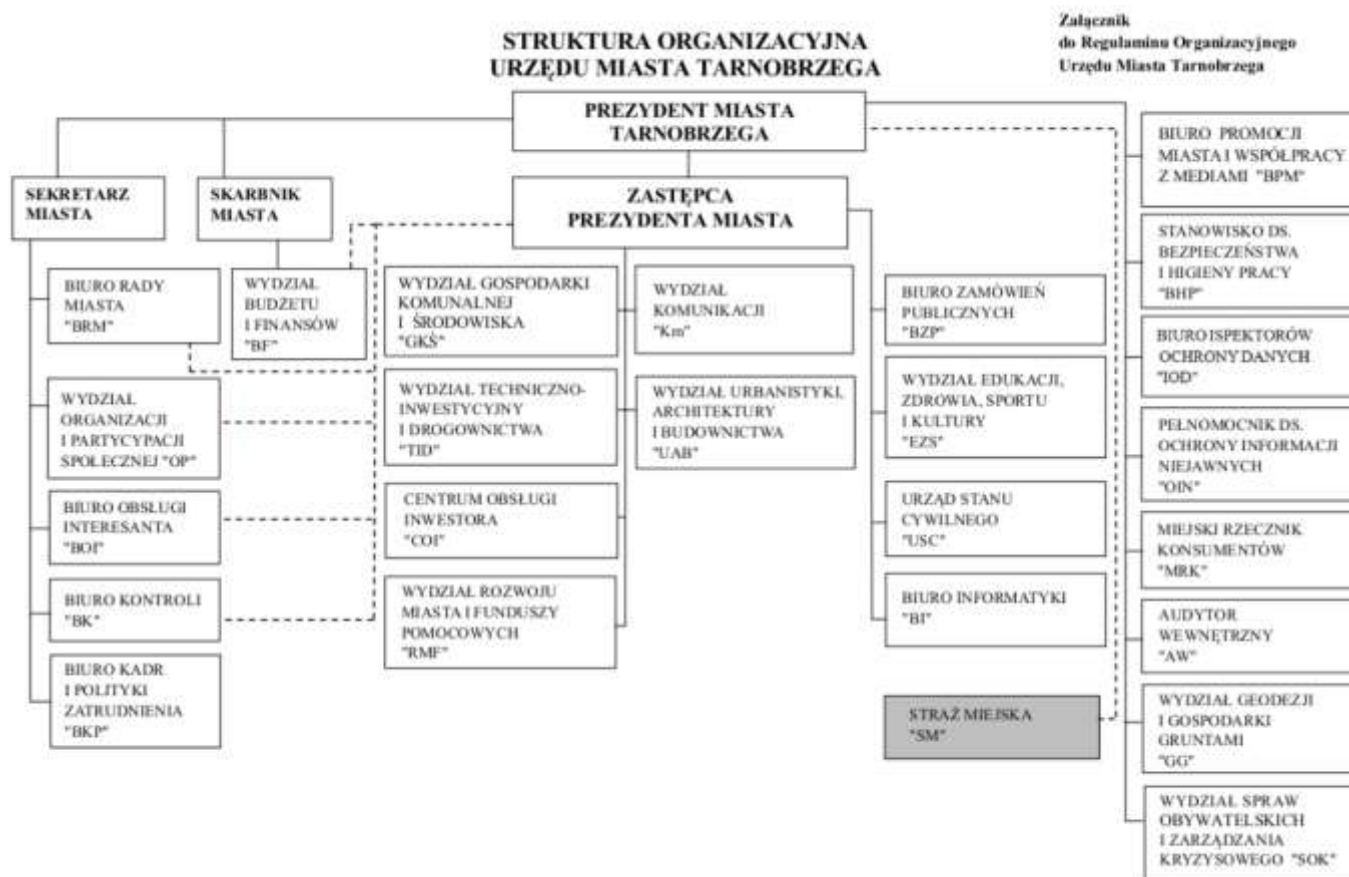 Załącznik
do Regulaminu Organizacyjnego
Urzędu Miasta Tarnobrzega
STRUKTURA ORGANIZACYJNA
URZĘDU MIASTA TARNOBRZEGA
PREZYDENT MIASTA
TARNOBRZEGA
SEKRETARZ
MIASTA
SKARBNIK
MIASTA
ZASTĘPCA
PREZYDENTA MIASTA
BIURO RADY
MIASTA
"BRM"
WYDZIAŁ
ORGANIZACJI
I PARTYCYPACJI
SPOŁECZNEJ "OP"
BIURO OBSŁUGI
INTERESANTA
"BOI"
BIURO KONTROLI
"BK"
BIURO KADR
I POLITYKI
ZATRUDNIENIA
"BKP"
WYDZIAŁ
BUDŻETU
I FINANSÓW
"BF"
WYDZIAŁ GOSPODARKI
KOMUNALNEJ
I ŚRODOWISKA
"GKŚ"
WYDZIAŁ TECHNICZNO-
INWESTYCYJNY
I DROGOWNICTWA
"TID"
CENTRUM OBSŁUGI
INWESTORA
"COI"
WYDZIAŁ ROZWOJU
MIASTA I FUNDUSZY
POMOCOWYCH
"RMF"
WYDZIAŁ
KOMUNIKACJI
"Km"
WYDZIAŁ URBANISTYKI,
ARCHITEKTURY
I BUDOWNICTWA
"UAB"
BIURO ZAMÓWIEŃ
PUBLICZNYCH
"BZP"
WYDZIAŁ EDUKACJI,
ZDROWIA, SPORTU
I KULTURY
"EZS"
URZĄD STANU
CYWILNEGO
"USC"
BIURO INFORMATYKI
"BI"
STRAŻ MIEJSKA
"SM"
BIURO PROMOCJI
MIASTA I WSPÓŁPRACY
Z MEDIAMI "BPM"
STANOWISKO DS.
BEZPIECZEŃSTWA
I HIGIENY PRACY
"BHP"
BIURO ISPEKTORÓW
OCHRONY DANYCH
"IOD"
PEŁNOMOCNIK DS.
OCHRONY INFORMACJI
NIEJAWNYCH
"OIN"
MIEJSKI RZECZNIK
KONSUMENTÓW
"MRK"
AUDYTOR
WEWNĘTRZNY
"AW"
WYDZIAŁ GEODEZJI
I GOSPODARKI
GRUNTAMI
"GG"
WYDZIAŁ SPRAW
OBYWATELSKICH
I ZARZĄDZANIA
KRYZYSOWEGO "SOK"